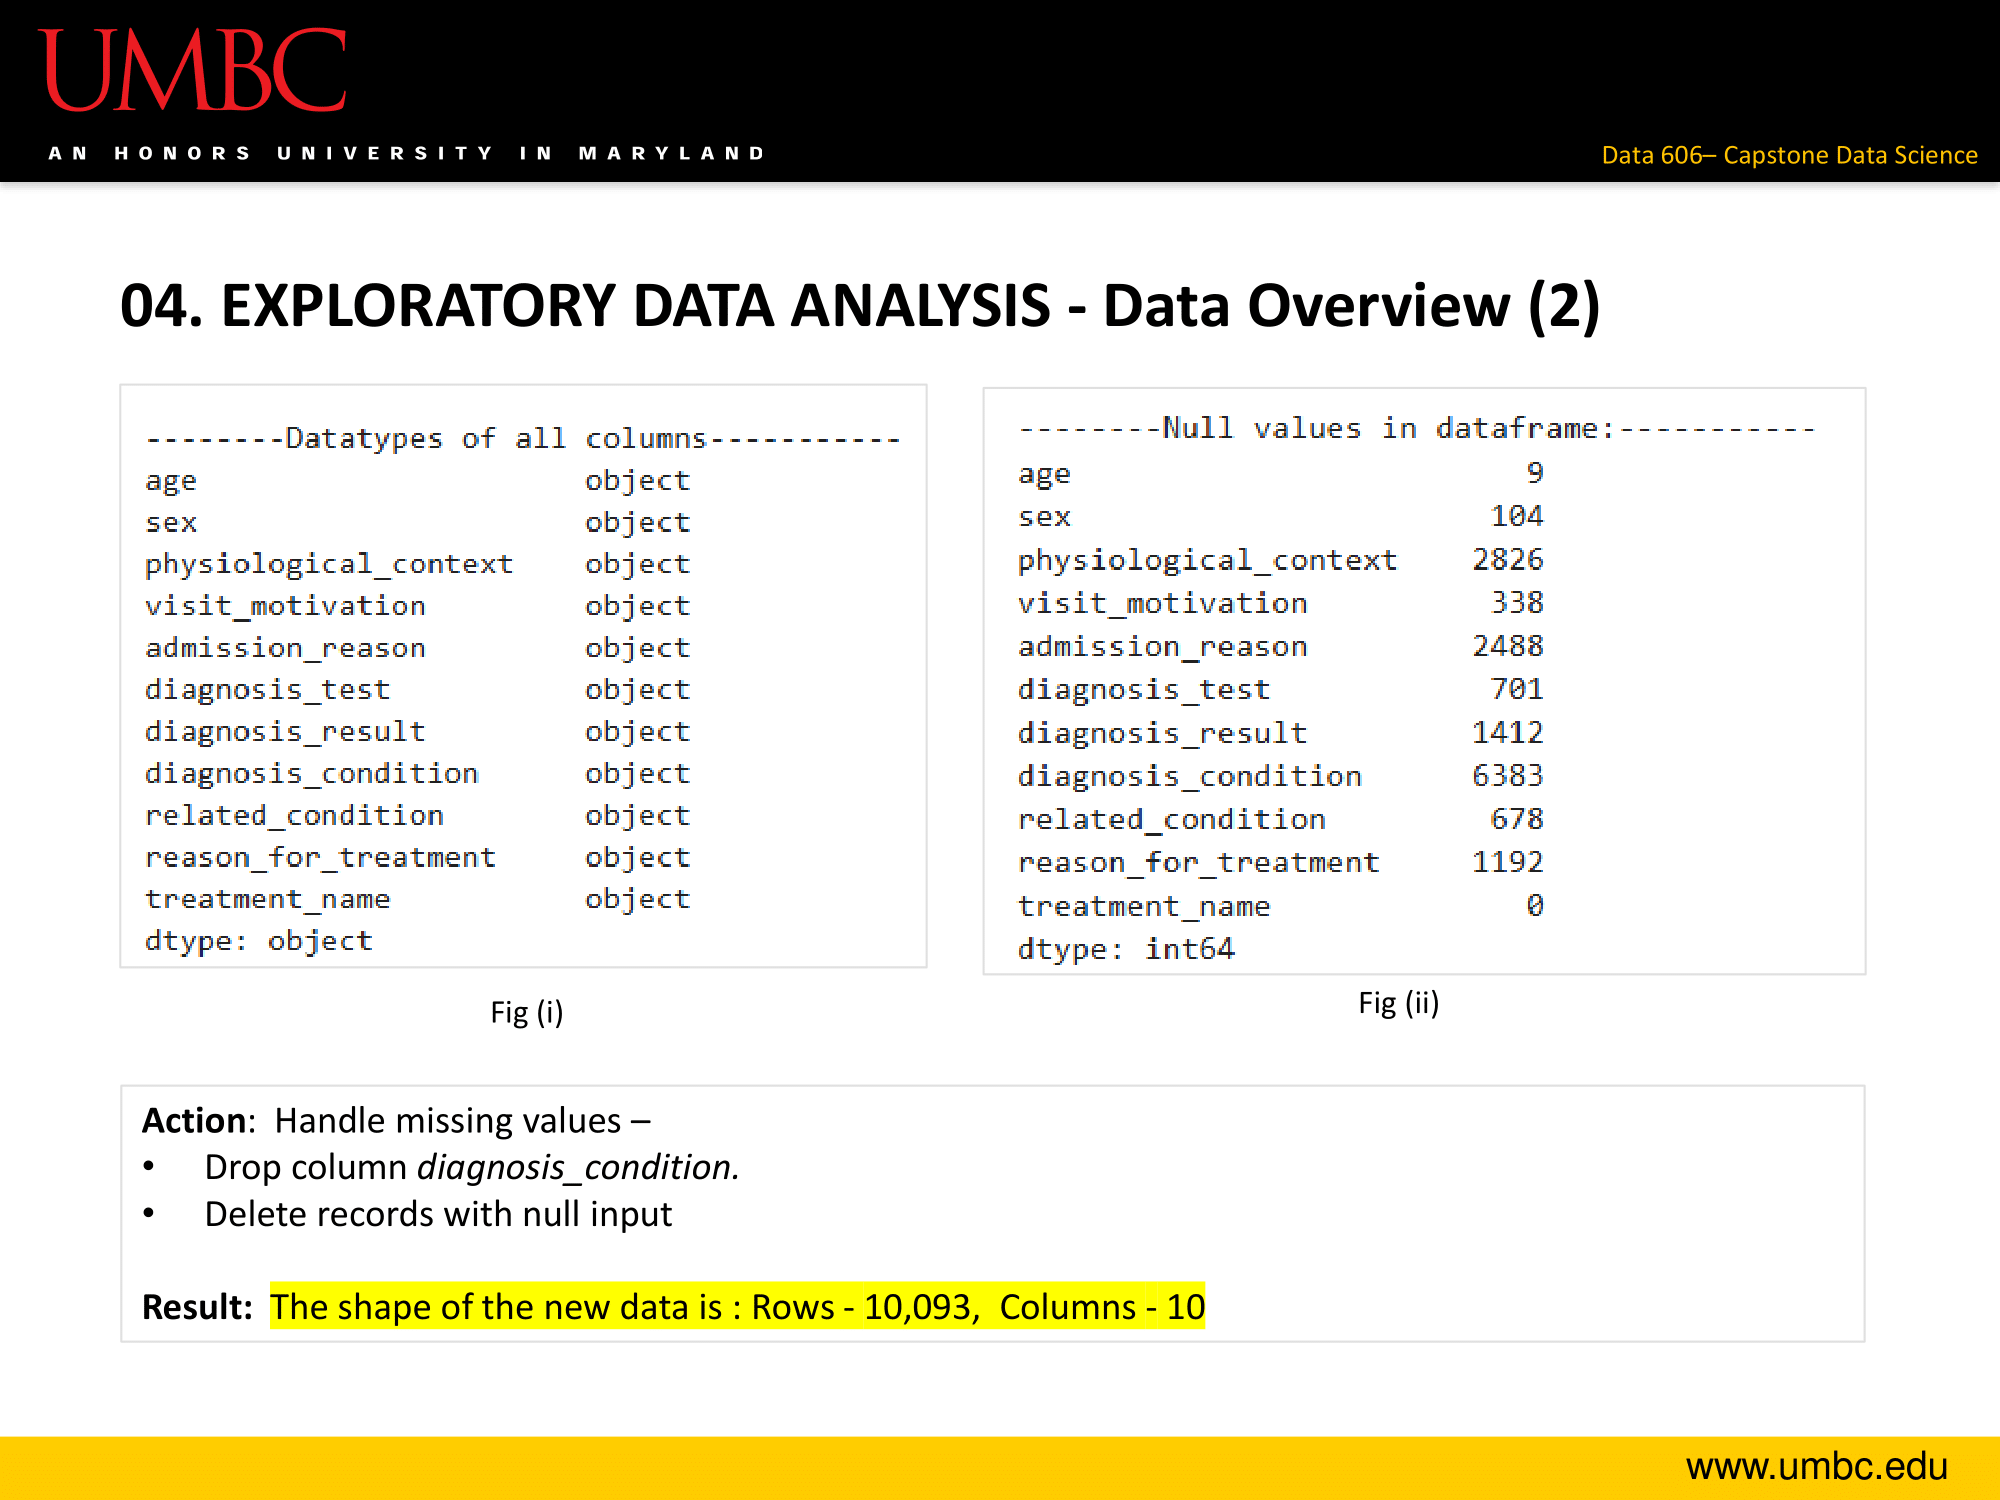 UMBC
AN HONORS UNIVERSITY IN MARYLAND
Data 606– Capstone Data Science
04. EXPLORATORY DATA ANALYSIS - Data Overview (2)
--------Datatypes of all columns-----------
age object
sex object
physiological_context object
visit_motivation object
admission_reason object
diagnosis_test object
diagnosis_result object
diagnosis_condition object
related_condition object
reason_for_treatment object
treatment_name object
dtype: object
Fig (i)
--------Null values in dataframe:-----------
age 9
sex 104
physiological_context 2826
visit_motivation 338
admission_reason 2488
diagnosis_test 701
diagnosis_result 1412
diagnosis_condition 6383
related_condition 678
reason_for_treatment 1192
treatment_name 0
dtype: int64
Fig (ii)
Action: Handle missing values –
• Drop column diagnosis_condition.
• Delete records with null input
Result: The shape of the new data is : Rows - 10,093, Columns - 10
www.umbc.edu